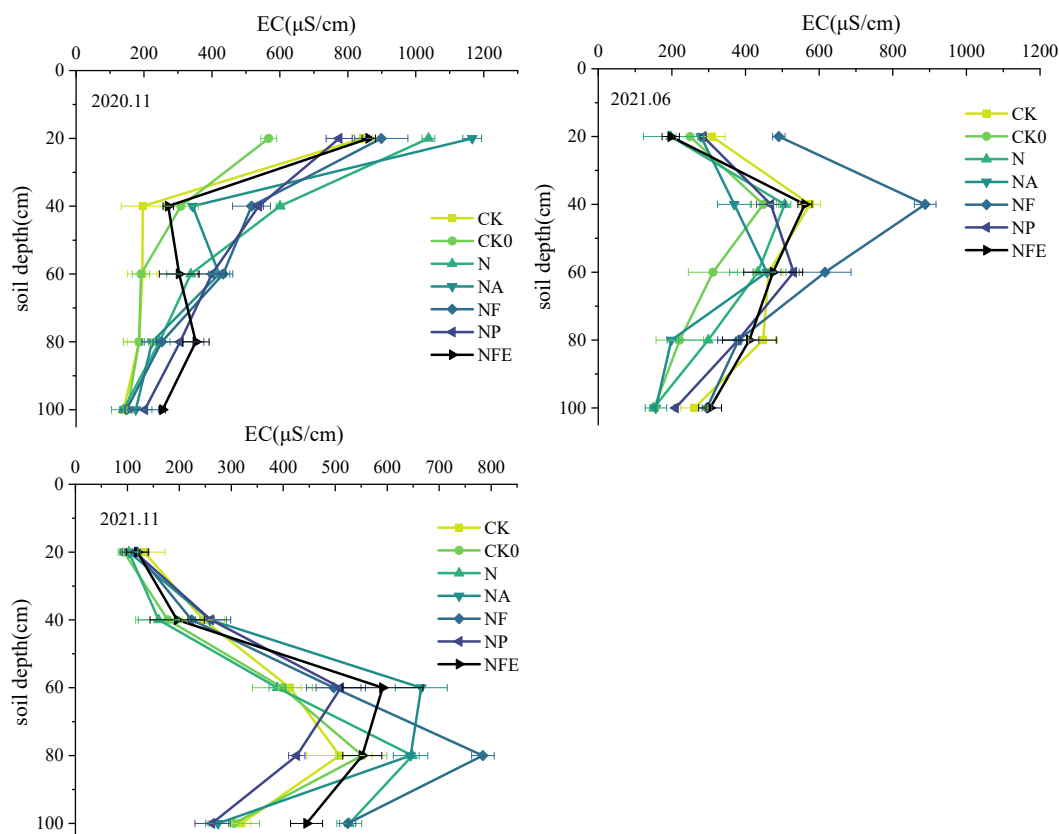 EC(μS/cm)
0 200 400 600 800 1000 1200
0
20
40
60
80
100
soil depth(cm)
2020.11
CK
CK0
N
NA
NF
NP
NFE
EC(μS/cm)
0 200 400 600 800 1000 1200
0
20
40
60
80
100
soil depth(cm)
2021.06
CK
CK0
N
NA
NF
NP
NFE
EC(μS/cm)
0 100 200 300 400 500 600 700 800
0
20
40
60
80
100
soil depth(cm)
2021.11
CK
CK0
N
NA
NF
NP
NFE